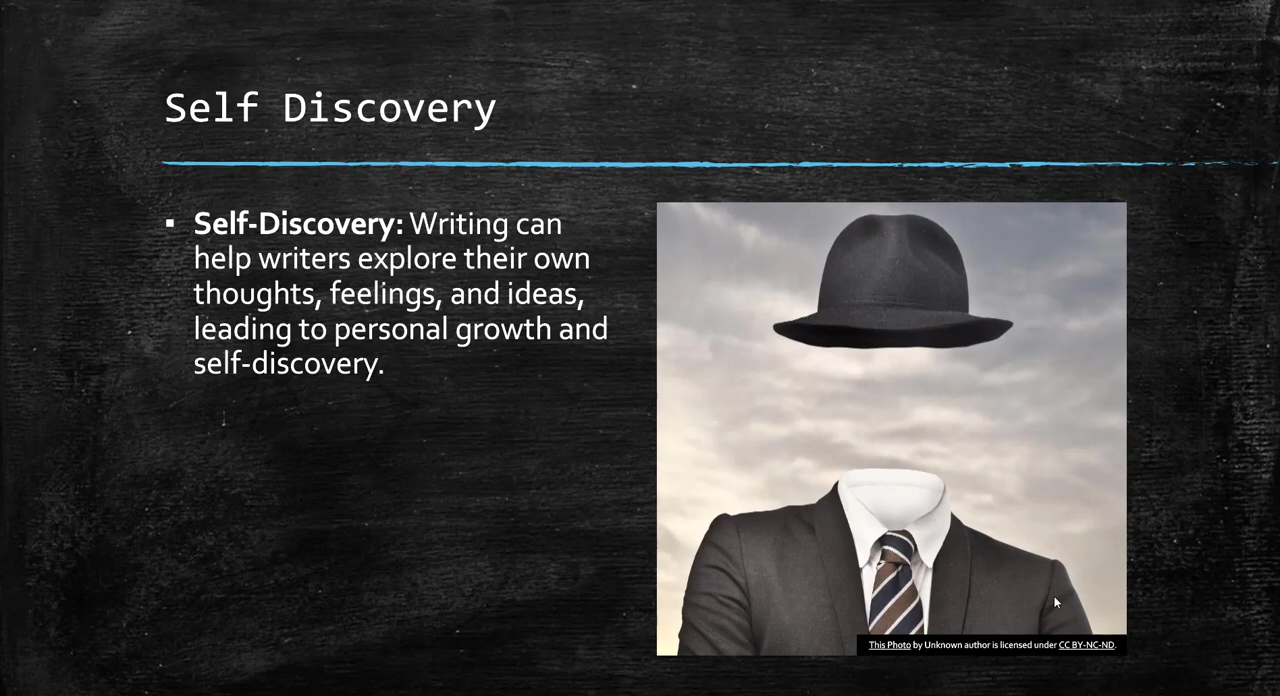 Self Discovery
▪ Self-Discovery: Writing can
help writers explore their own
thoughts, feelings, and ideas,
leading to personal growth and
self-discovery.
This Photo by Unknown author is licensed under CC BY-NC-ND.